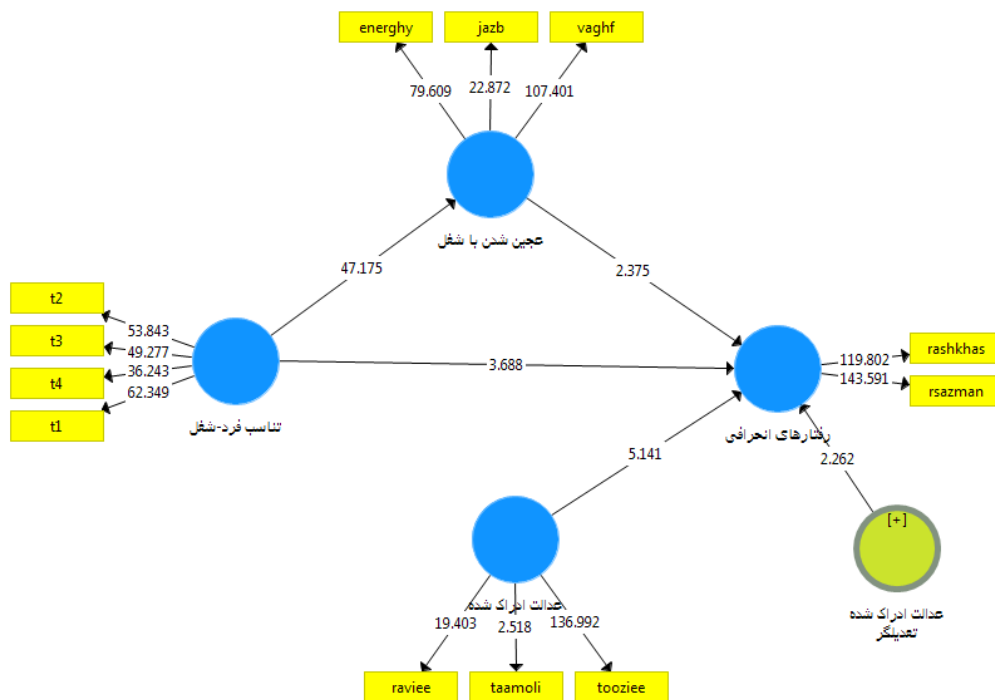 energhy
jazb
vaghf
79.609
22.872
107.401
عجین شدن با شغل
47.175
2.375
t2
t3
t4
t1
53.843
49.277
36.243
62.349
تناسب فرد-شغل
3.688
rashkhas
rsazman
119.802
143.591
رفتارهای انحرافی
5.141
2.262
[+]
عدالت ادراک شده
تعدیلگر
عدالت ادراک شده
19.403
2.518
136.992
raviee
taamoli
tooziee